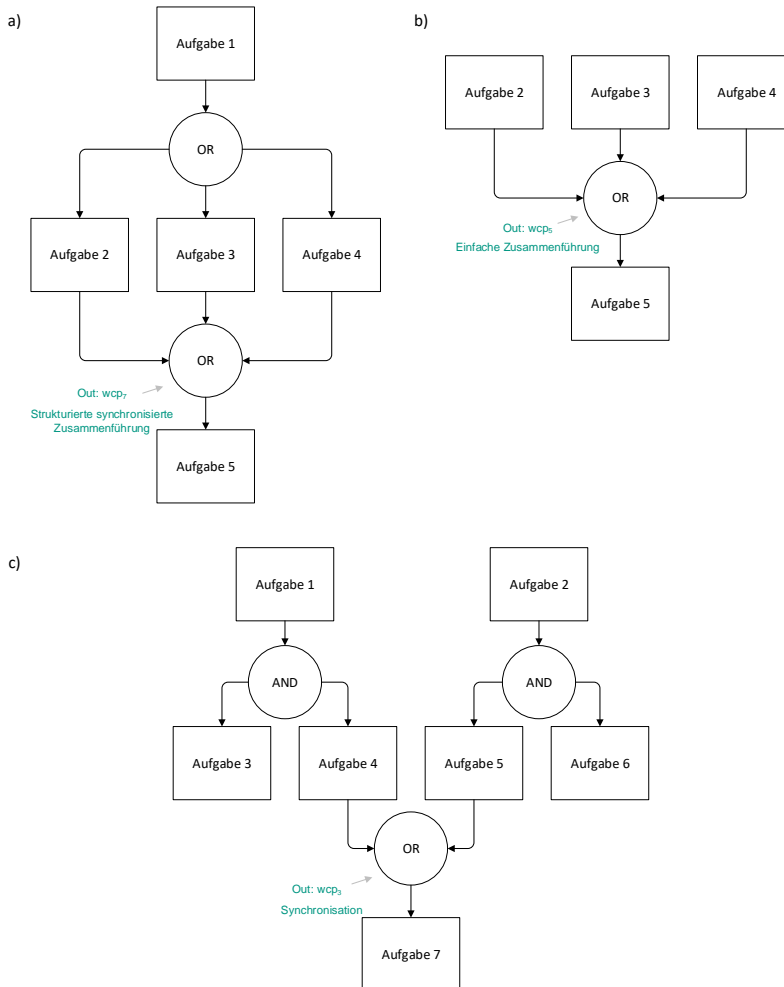 a)
Aufgabe 1
OR
Aufgabe 2
Aufgabe 3
Aufgabe 4
OR
Out: wcp₇
Strukturierte synchronisierte
Zusammenführung
Aufgabe 5
b)
Aufgabe 2
Aufgabe 3
Aufgabe 4
OR
Out: wcp₅
Einfache Zusammenführung
Aufgabe 5
c)
Aufgabe 1
Aufgabe 2
AND
AND
Aufgabe 3
Aufgabe 4
Aufgabe 5
Aufgabe 6
OR
Out: wcp₃
Synchronisation
Aufgabe 7